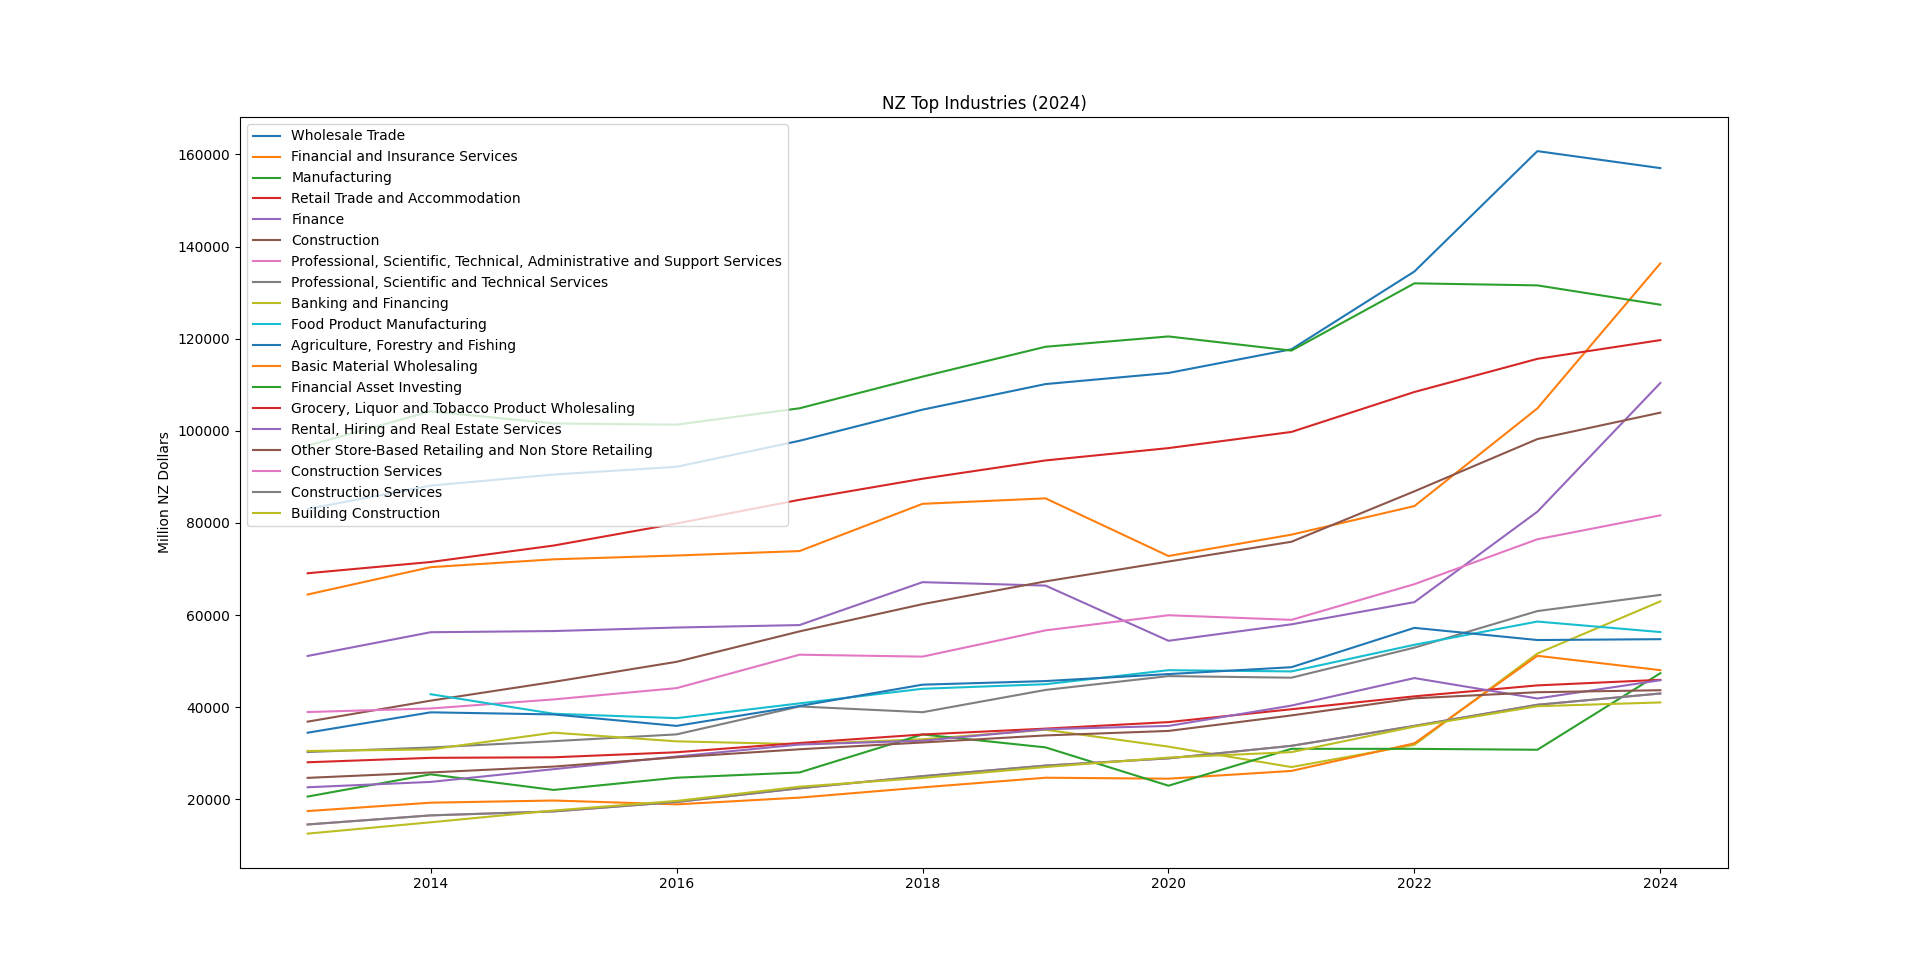 NZ Top Industries (2024)
Wholesale Trade
Financial and Insurance Services
Manufacturing
Retail Trade and Accommodation
Finance
Construction
Professional, Scientific, Technical, Administrative and Support Services
Professional, Scientific and Technical Services
Banking and Financing
Food Product Manufacturing
Agriculture, Forestry and Fishing
Basic Material Wholesaling
Financial Asset Investing
Grocery, Liquor and Tobacco Product Wholesaling
Rental, Hiring and Real Estate Services
Other Store-Based Retailing and Non Store Retailing
Construction Services
Construction Services
Building Construction
Million NZ Dollars
160000
140000
120000
100000
80000
60000
40000
20000
2014 2016 2018 2020 2022 2024